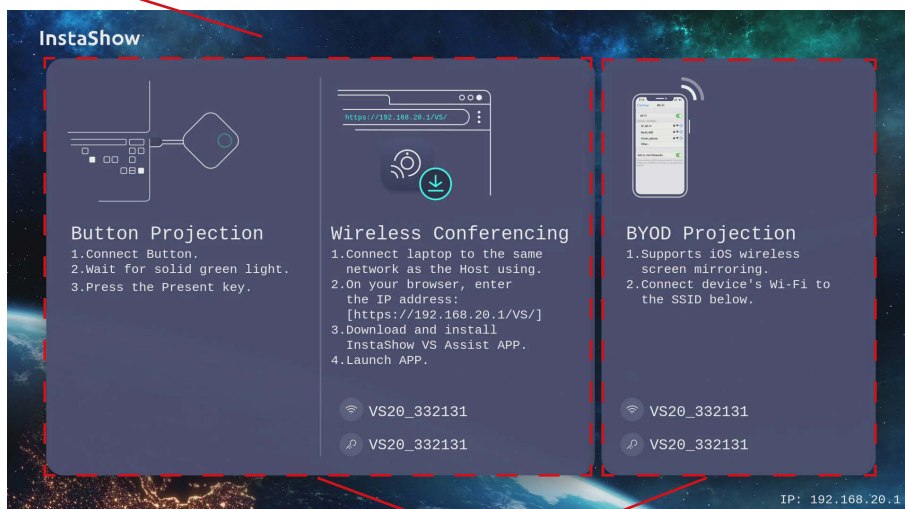 InstaShow
https://192.168.20.1/VS/
Button Projection
1.Connect Button.
2.Wait for solid green light.
3.Press the Present key.
Wireless Conferencing
1.Connect laptop to the same
network as the Host using.
2.On your browser, enter
the IP address:
[https://192.168.20.1/VS/]
3.Download and install
InstaShow VS Assist APP.
4.Launch APP.
VS20_332131
VS20_332131
Wi-Fi
BYOD Projection
1.Supports iOS wireless
screen mirroring.
2.Connect device's Wi-Fi to
the SSID below.
VS20_332131
VS20_332131
IP: 192.168.20.1